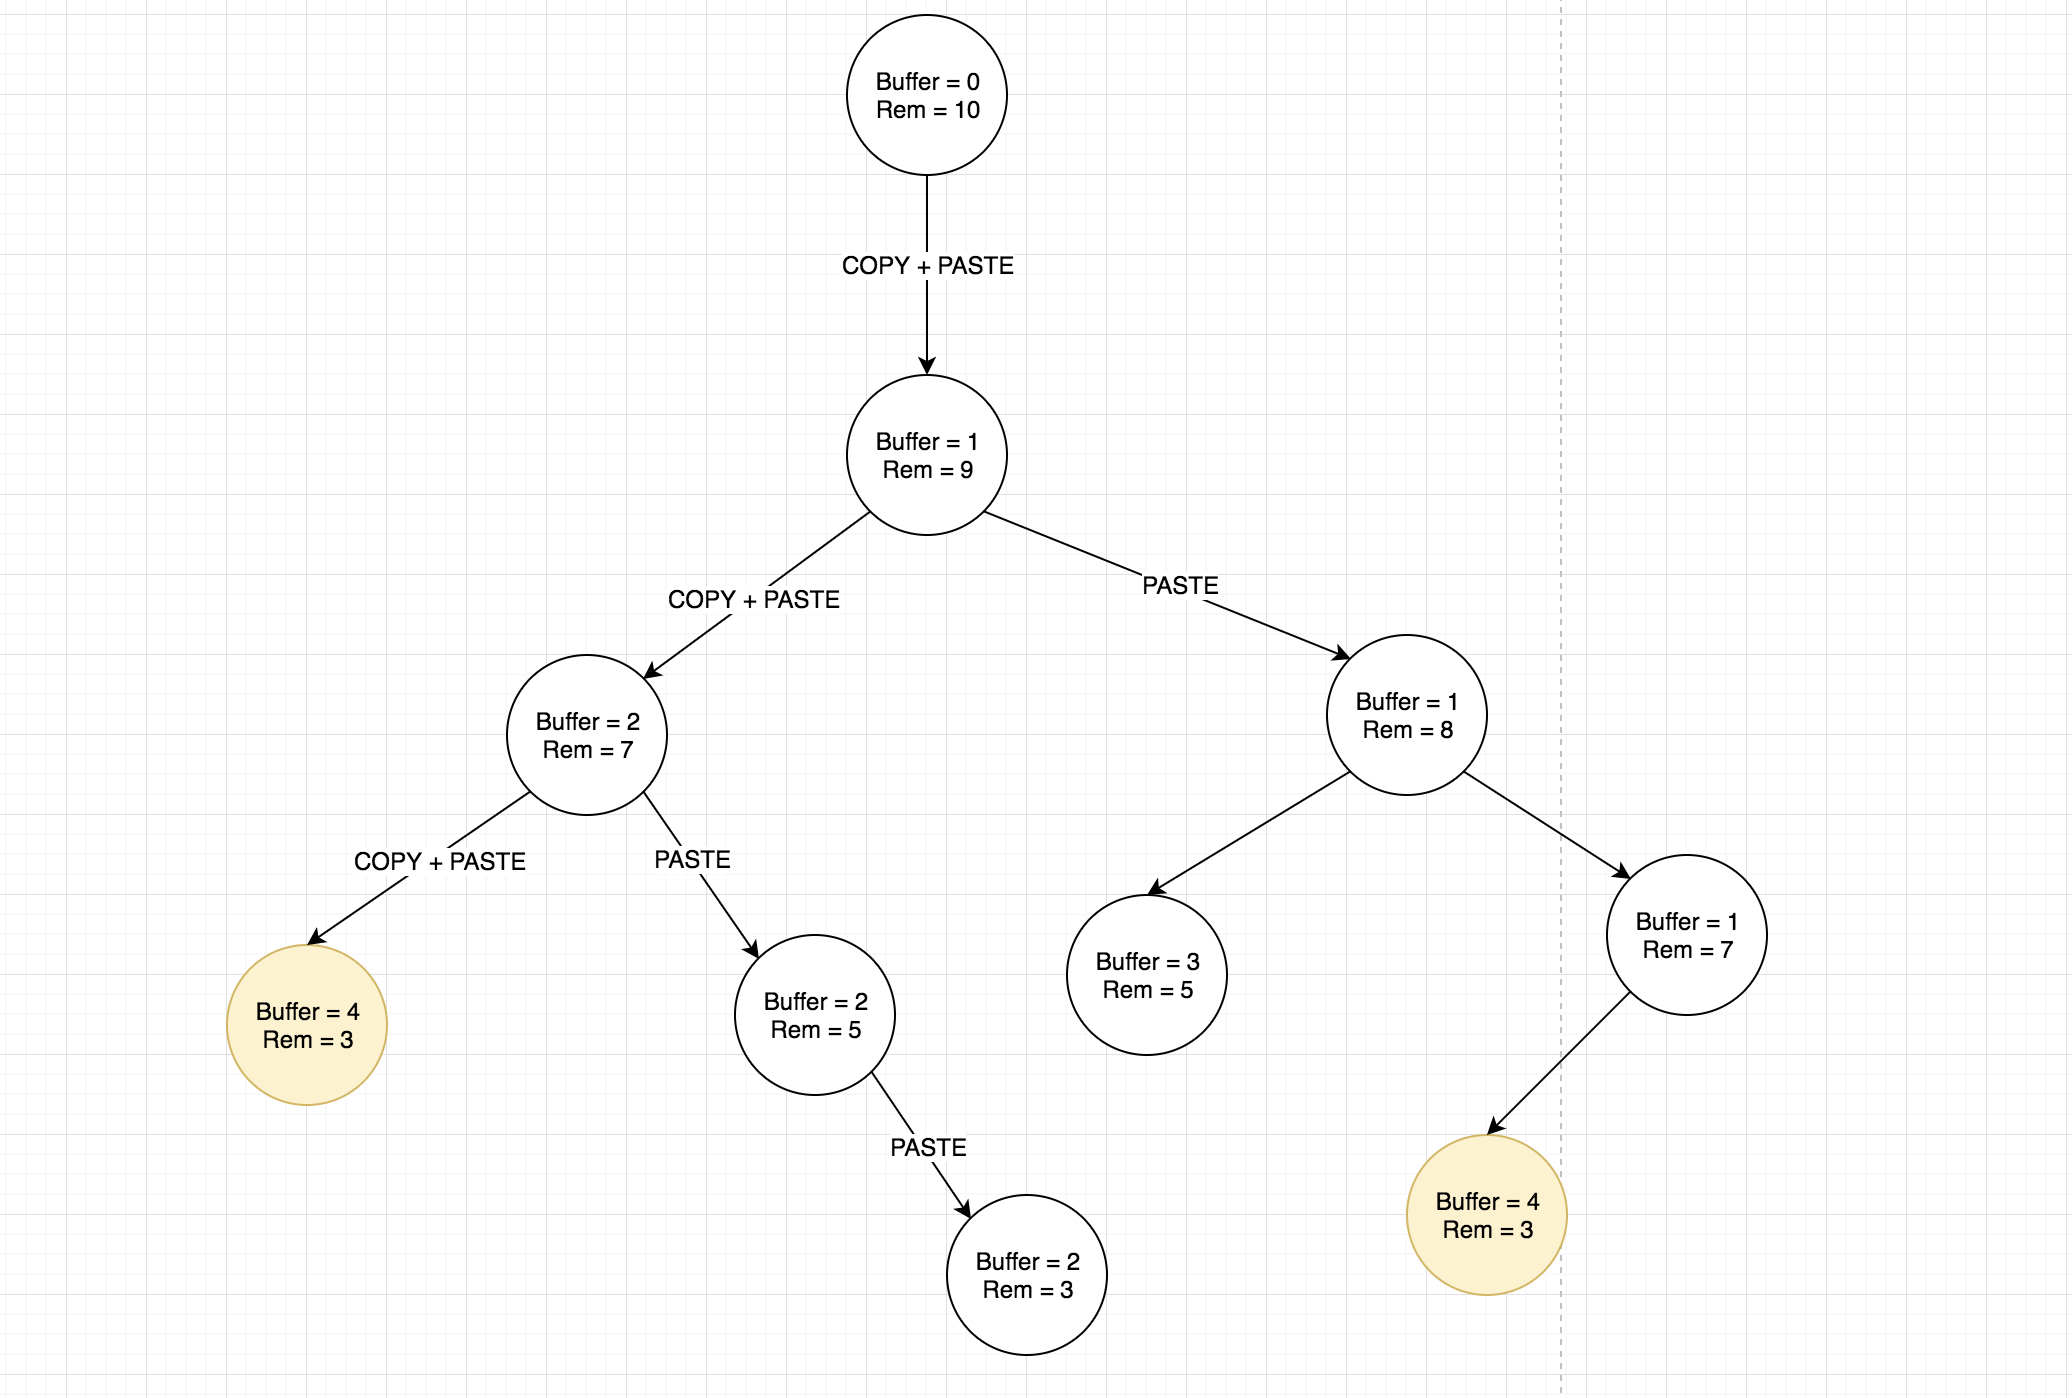 Buffer = 0
Rem = 10
COPY + PASTE
Buffer = 1
Rem = 9
COPY + PASTE
PASTE
Buffer = 2
Rem = 7
Buffer = 1
Rem = 8
COPY + PASTE
PASTE
Buffer = 4
Rem = 3
Buffer = 2
Rem = 5
Buffer = 3
Rem = 5
Buffer = 1
Rem = 7
PASTE
Buffer = 2
Rem = 3
Buffer = 4
Rem = 3